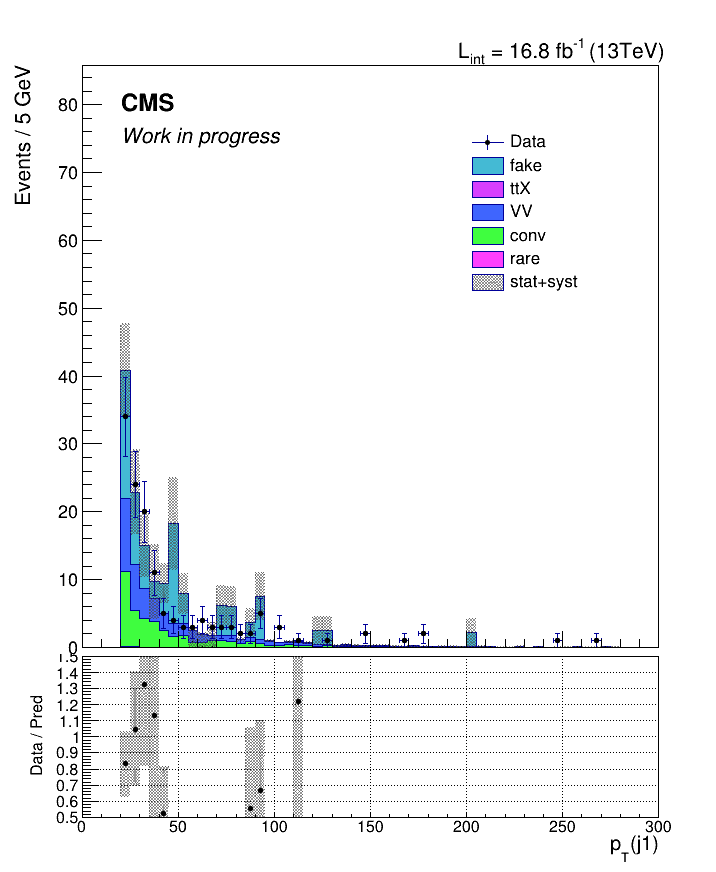 L_int = 16.8 fb^-1 (13TeV)
Events / 5 GeV
CMS
Work in progress
Data
fake
ttX
VV
conv
rare
stat+syst
80
70
60
50
40
30
20
10
0
Data / Pred
1.5
1.4
1.3
1.2
1.1
1
0.9
0.8
0.7
0.6
0.5
0 50 100 150 200 250 300
p_T(j1)